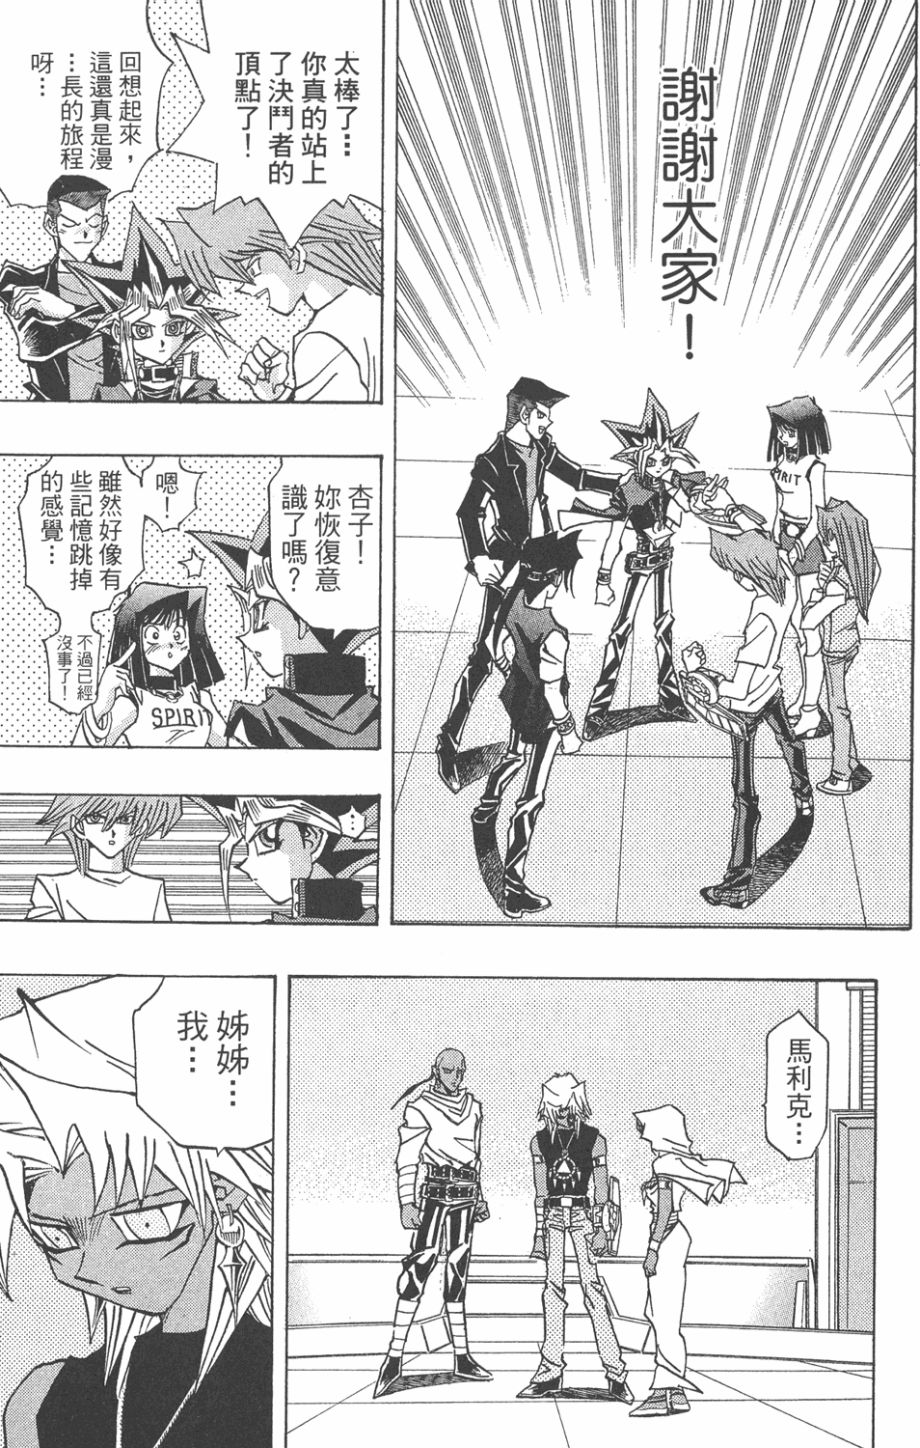 謝謝大家！
SPIRIT
太棒了…
你真的站上
了決鬥者的
頂點了！
回想起來，
這還真是漫
…長的旅程
呀…
杏子！
妳恢復意
識了嗎？
嗯！
雖然好像有
些記憶跳掉
的感覺…
不過已經
沒事了！
SPIRIT
…
馬利克…
姊姊…
我…